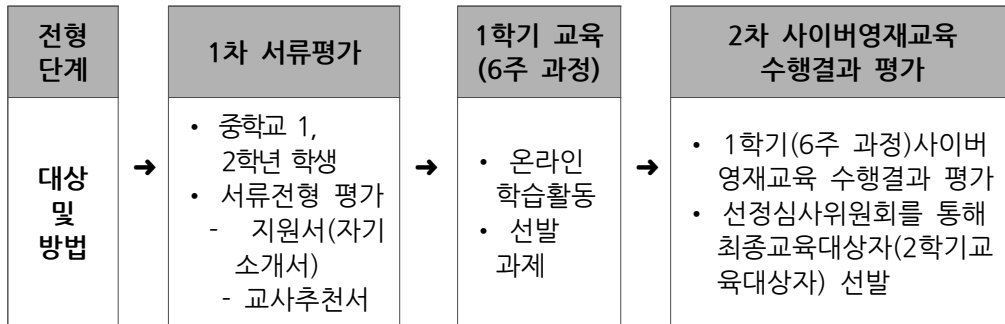 전형
단계
1차 서류평가
1학기 교육
(6주 과정)
2차 사이버영재교육
수행결과 평가
대상
및
방법
➜
• 중학교 1,
2학년 학생
• 서류전형 평가
- 지원서(자기
소개서)
- 교사추천서
➜
• 온라인
학습활동
• 선발
과제
➜
• 1학기(6주 과정)사이버
영재교육 수행결과 평가
• 선정심사위원회를 통해
최종교육대상자(2학기교
육대상자) 선발